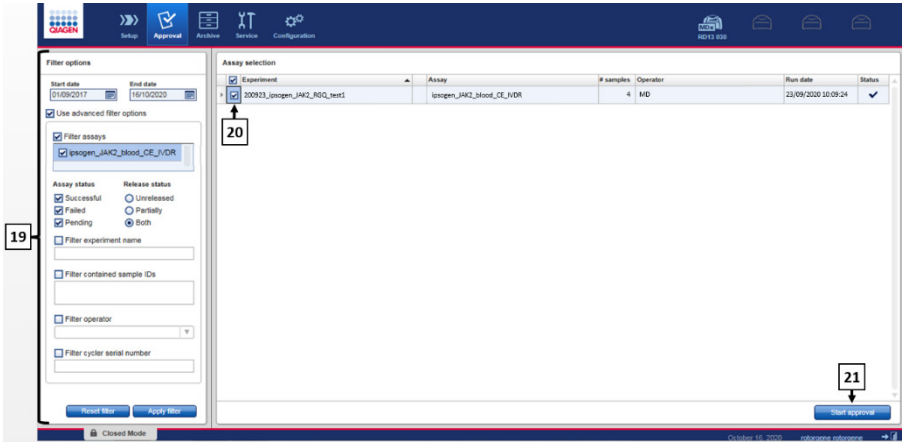 QIAGEN
Setup Approval Archive Service Configuration
MDx
RD13 038
Filter options
Start date End date
01/09/2017 16/10/2020
Use advanced filter options
Filter assays
ipsogen_JAK2_blood_CE_IVDR
Assay status Release status
Successful Unreleased
Failed Partially
Pending Both
Filter experiment name
Filter contained sample IDs
Filter operator
Filter cycler serial number
Reset filter Apply filter
19
Assay selection
Experiment Assay # samples Operator Run date Status
200923_ipsogen_JAK2_RGQ_test1 ipsogen_JAK2_blood_CE_IVDR 4 MD 23/09/2020 10:09:24
20
21
Start approval
Closed Mode October 16, 2020 rotorgene rotorgene